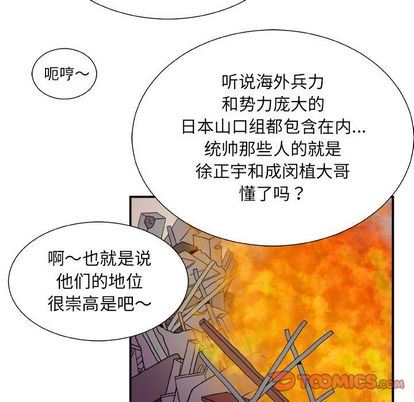 呃哼～
听说海外兵力
和势力庞大的
日本山口组都包含在内...
统帅那些人的就是
徐正宇和成闵植大哥
懂了吗？
啊～也就是说
他们的地位
很崇高是吧～
TOOMICS.COM